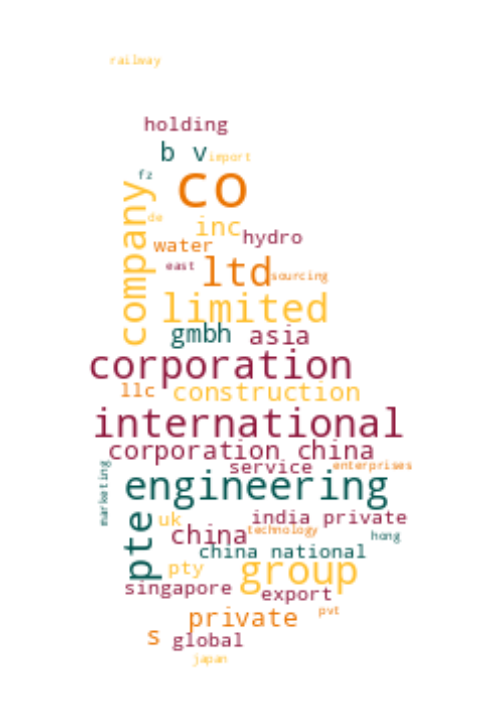 railway
holding
b v
import
fz
co
company
de
inc
water
hydro
east
ltd
sourcing
limited
gmbh
asia
corporation
llc
construction
international
corporation china
service
enterprises
marketing
engineering
pte
uk
india private
china
technology
hong
china national
pty
group
singapore
export
private
pvt
s
global
japan